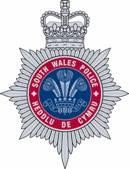 SOUTH WALES POLICE
HEDDLU DE CYMRU